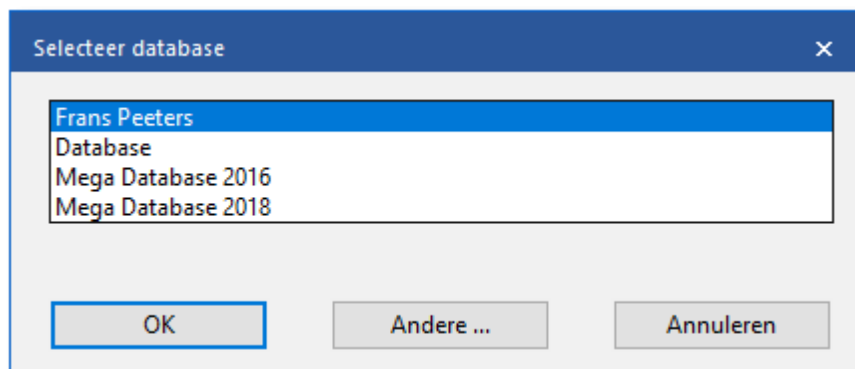 Selecteer database
Frans Peeters
Database
Mega Database 2016
Mega Database 2018
OK
Andere ...
Annuleren